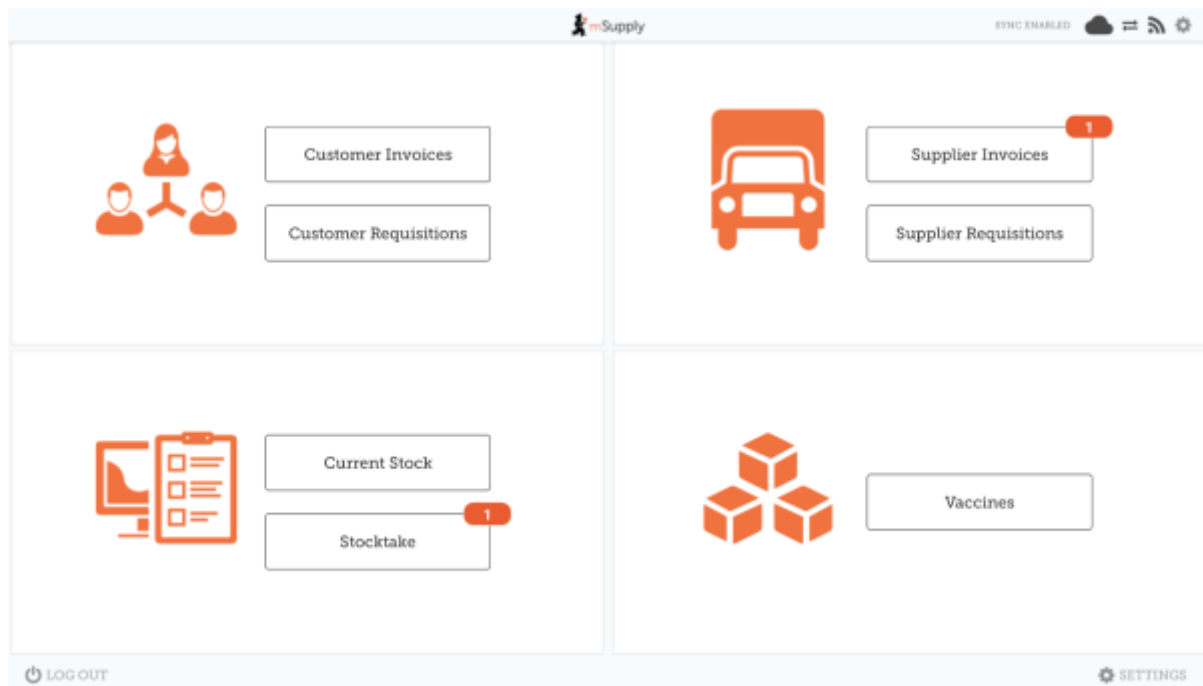 mSupply
SYNC ENABLED
Customer Invoices
Customer Requisitions
1
Supplier Invoices
Supplier Requisitions
Current Stock
1
Stocktake
Vaccines
LOG OUT
SETTINGS